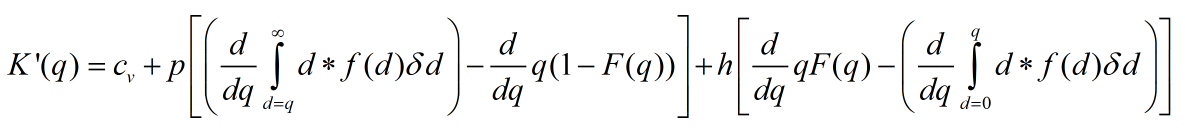 K'(q) = c_v + p[(d/dq ∫_{d=q}^{∞} d * f(d)δd) − d/dq q(1 − F(q))] + h[d/dq qF(q) − (d/dq ∫_{d=0}^{q} d * f(d)δd)]